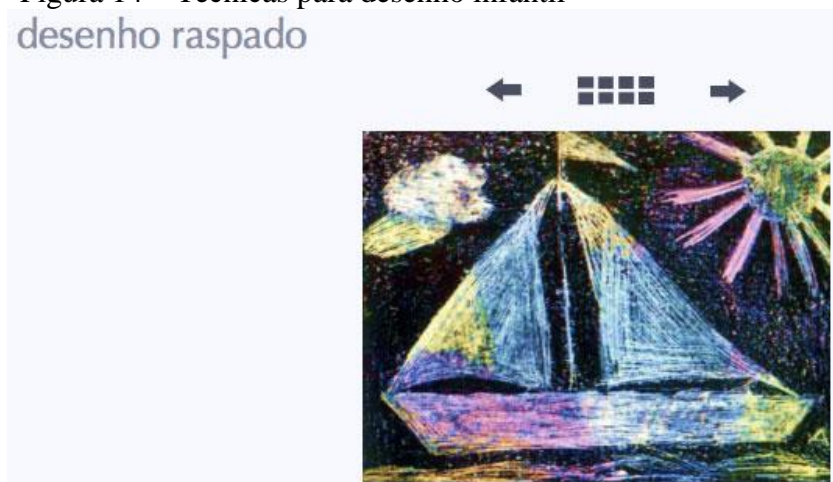 Figura 14 – Técnicas para desenho infantil
desenho raspado